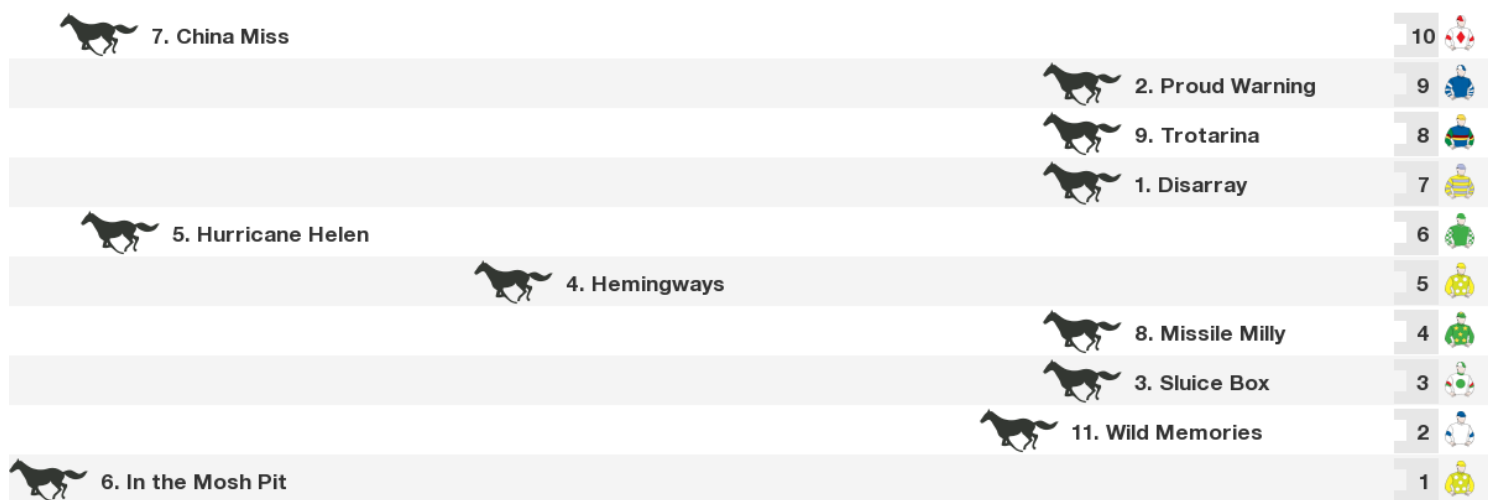 7. China Miss 10
2. Proud Warning 9
9. Trotarina 8
1. Disarray 7
5. Hurricane Helen 6
4. Hemingways 5
8. Missile Milly 4
3. Sluice Box 3
11. Wild Memories 2
6. In the Mosh Pit 1